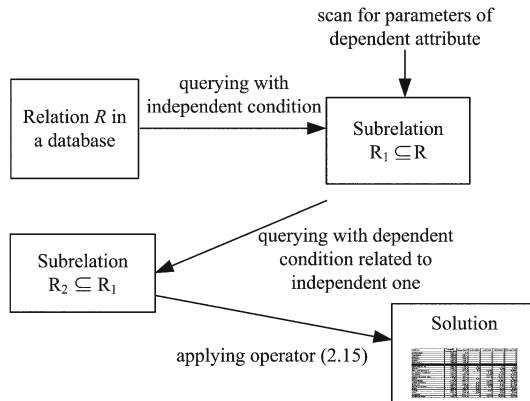 scan for parameters of
dependent attribute
querying with
independent condition
Relation R in
a database
Subrelation
R₁ ⊆ R
querying with dependent
condition related to
independent one
Subrelation
R₂ ⊆ R₁
applying operator (2.15)
Solution